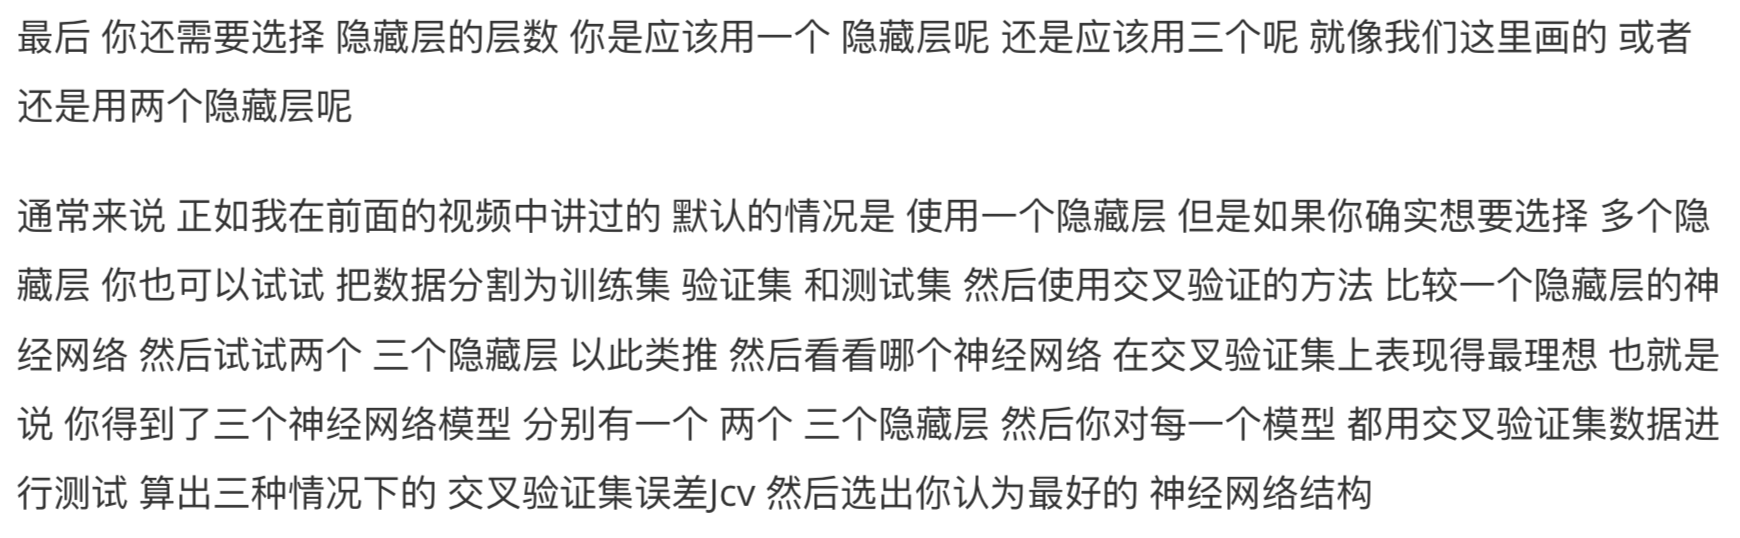 最后 你还需要选择 隐藏层的层数 你是应该用一个 隐藏层呢 还是应该用三个呢 就像我们这里画的 或者
还是用两个隐藏层呢
通常来说 正如我在前面的视频中讲过的 默认的情况是 使用一个隐藏层 但是如果你确实想要选择 多个隐
藏层 你也可以试试 把数据分割为训练集 验证集 和测试集 然后使用交叉验证的方法 比较一个隐藏层的神
经网络 然后试试两个 三个隐藏层 以此类推 然后看看哪个神经网络 在交叉验证集上表现得最理想 也就是
说 你得到了三个神经网络模型 分别有一个 两个 三个隐藏层 然后你对每一个模型 都用交叉验证集数据进
行测试 算出三种情况下的 交叉验证集误差Jcv 然后选出你认为最好的 神经网络结构